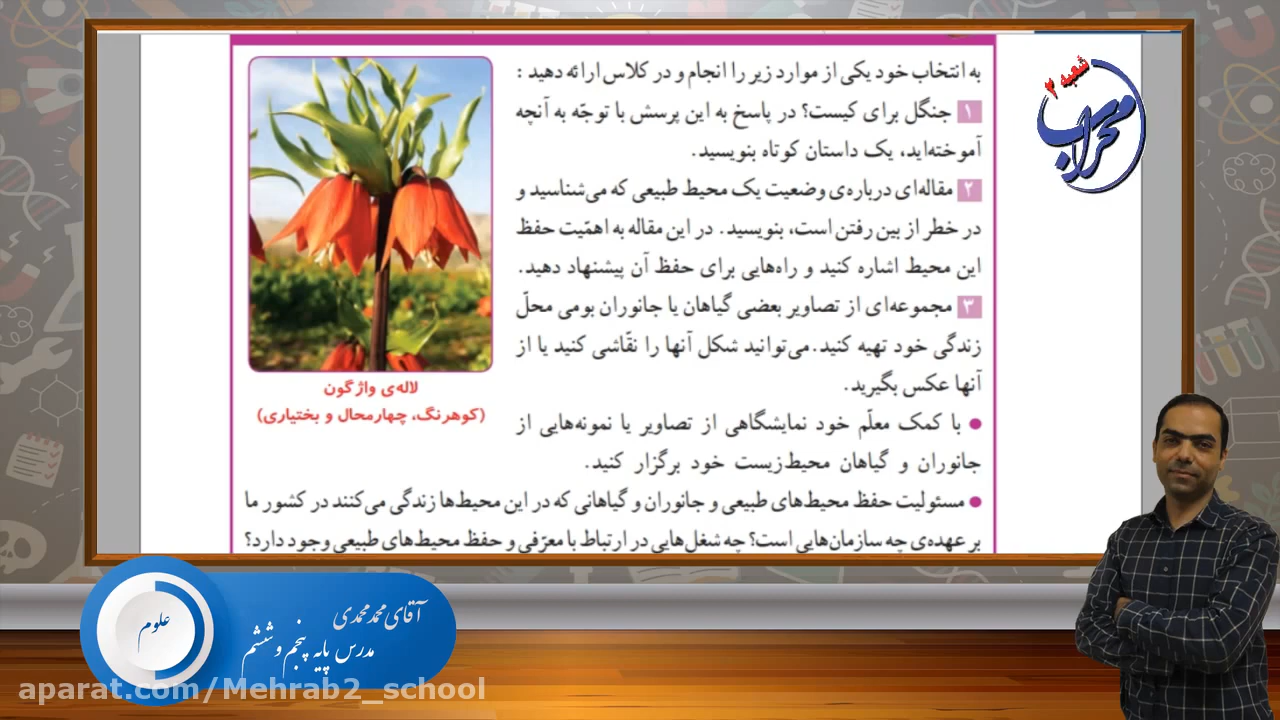 به انتخاب خود یکی از موارد زیر را انجام و در کلاس ارائه دهید :
۱ جنگل برای کیست؟ در پاسخ به این پرسش با توجّه به آنچه
آموخته‌اید، یک داستان کوتاه بنویسید.
۲ مقاله‌ای درباره‌ی وضعیت یک محیط طبیعی که می‌شناسید و
در خطر از بین رفتن است، بنویسید. در این مقاله به اهمّیت حفظ
این محیط اشاره کنید و راه‌هایی برای حفظ آن پیشنهاد دهید.
۳ مجموعه‌ای از تصاویر بعضی گیاهان یا جانوران بومی محلّ
زندگی خود تهیه کنید. می‌توانید شکل آنها را نقّاشی کنید یا از
آنها عکس بگیرید.
● با کمک معلّم خود نمایشگاهی از تصاویر یا نمونه‌هایی از
جانوران و گیاهان محیط‌زیست خود برگزار کنید.
● مسئولیت حفظ محیط‌های طبیعی و جانوران و گیاهانی که در این محیط‌ها زندگی می‌کنند در کشور ما
بر عهده‌ی چه سازمان‌هایی است؟ چه شغل‌هایی در ارتباط با معرّفی و حفظ محیط‌های طبیعی وجود دارد؟
لاله‌ی واژگون
(کوهرنگ، چهارمحال و بختیاری)
شعبه ۲
محراب
علوم
آقای محمد محمدی
مدرس پایه پنجم و ششم
aparat.com/Mehrab2_school